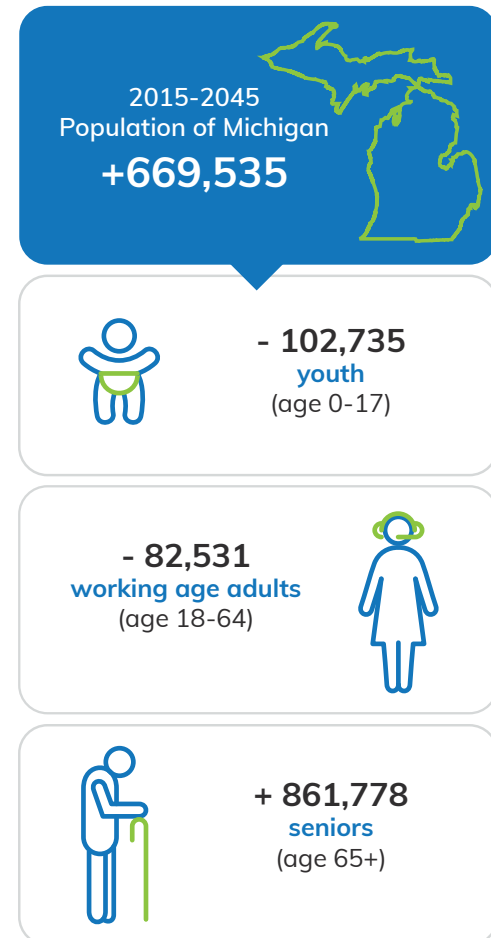 2015-2045
Population of Michigan
+669,535
- 102,735
youth
(age 0-17)
- 82,531
working age adults
(age 18-64)
+ 861,778
seniors
(age 65+)